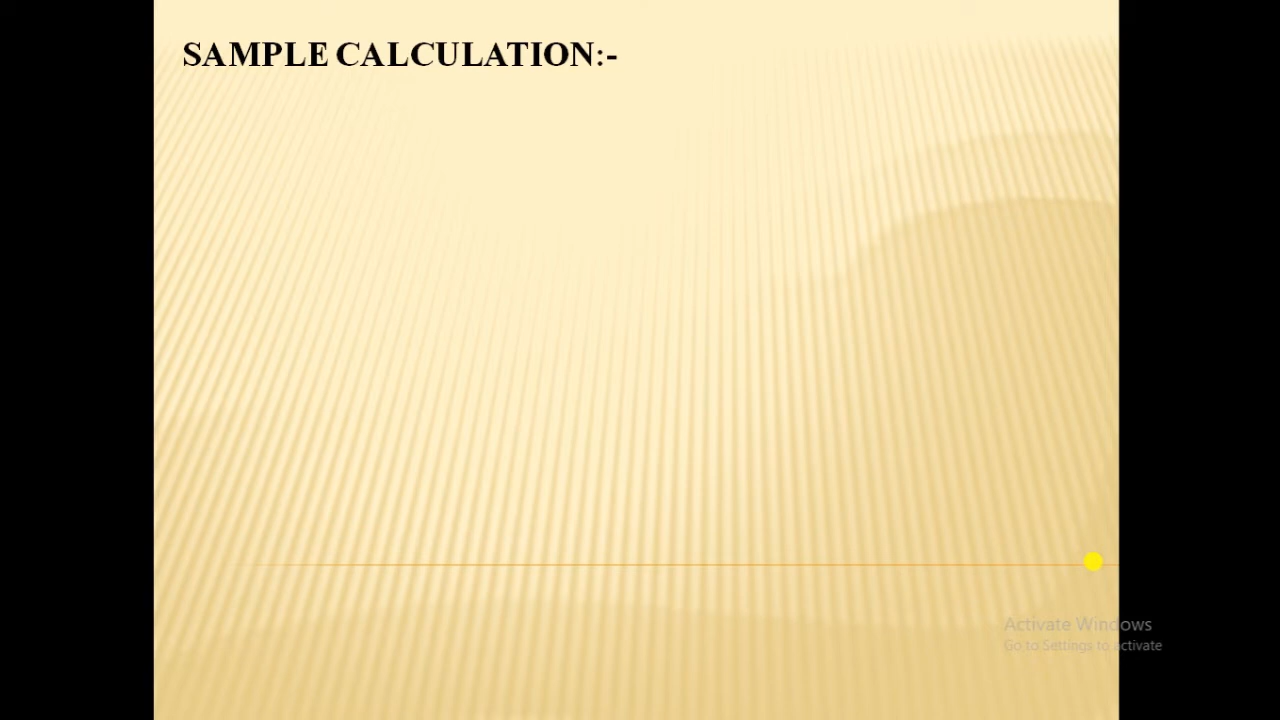 SAMPLE CALCULATION:-
Activate Windows
Go to Settings to activate